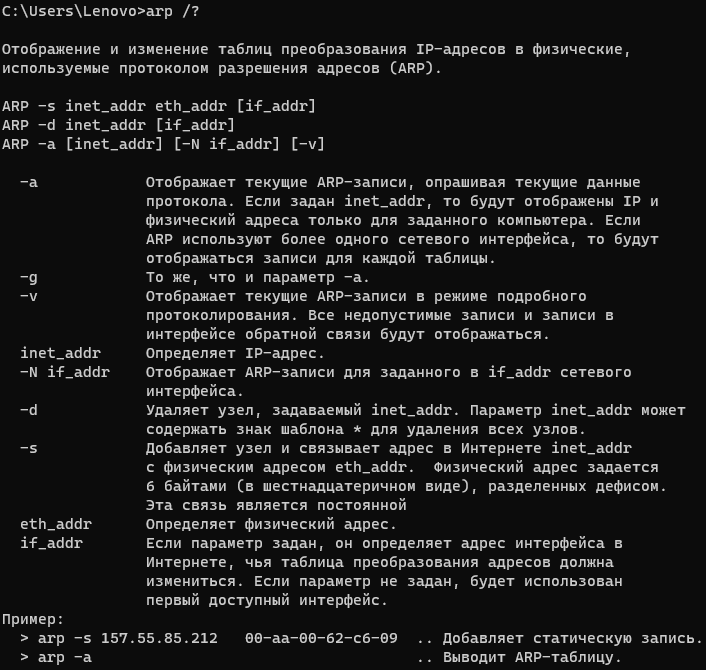 C:\Users\Lenovo>arp /?
Отображение и изменение таблиц преобразования IP-адресов в физические,
используемые протоколом разрешения адресов (ARP).
ARP -s inet_addr eth_addr [if_addr]
ARP -d inet_addr [if_addr]
ARP -a [inet_addr] [-N if_addr] [-v]
-a Отображает текущие ARP-записи, опрашивая текущие данные
протокола. Если задан inet_addr, то будут отображены IP и
физический адреса только для заданного компьютера. Если
ARP используют более одного сетевого интерфейса, то будут
отображаться записи для каждой таблицы.
-g То же, что и параметр -a.
-v Отображает текущие ARP-записи в режиме подробного
протоколирования. Все недопустимые записи и записи в
интерфейсе обратной связи будут отображаться.
inet_addr Определяет IP-адрес.
-N if_addr Отображает ARP-записи для заданного в if_addr сетевого
интерфейса.
-d Удаляет узел, задаваемый inet_addr. Параметр inet_addr может
содержать знак шаблона * для удаления всех узлов.
-s Добавляет узел и связывает адрес в Интернете inet_addr
с физическим адресом eth_addr.  Физический адрес задается
6 байтами (в шестнадцатеричном виде), разделенных дефисом.
Эта связь является постоянной
eth_addr Определяет физический адрес.
if_addr Если параметр задан, он определяет адрес интерфейса в
Интернете, чья таблица преобразования адресов должна
измениться. Если параметр не задан, будет использован
первый доступный интерфейс.
Пример:
> arp -s 157.55.85.212   00-aa-00-62-c6-09  .. Добавляет статическую запись.
> arp -a                                    .. Выводит ARP-таблицу.